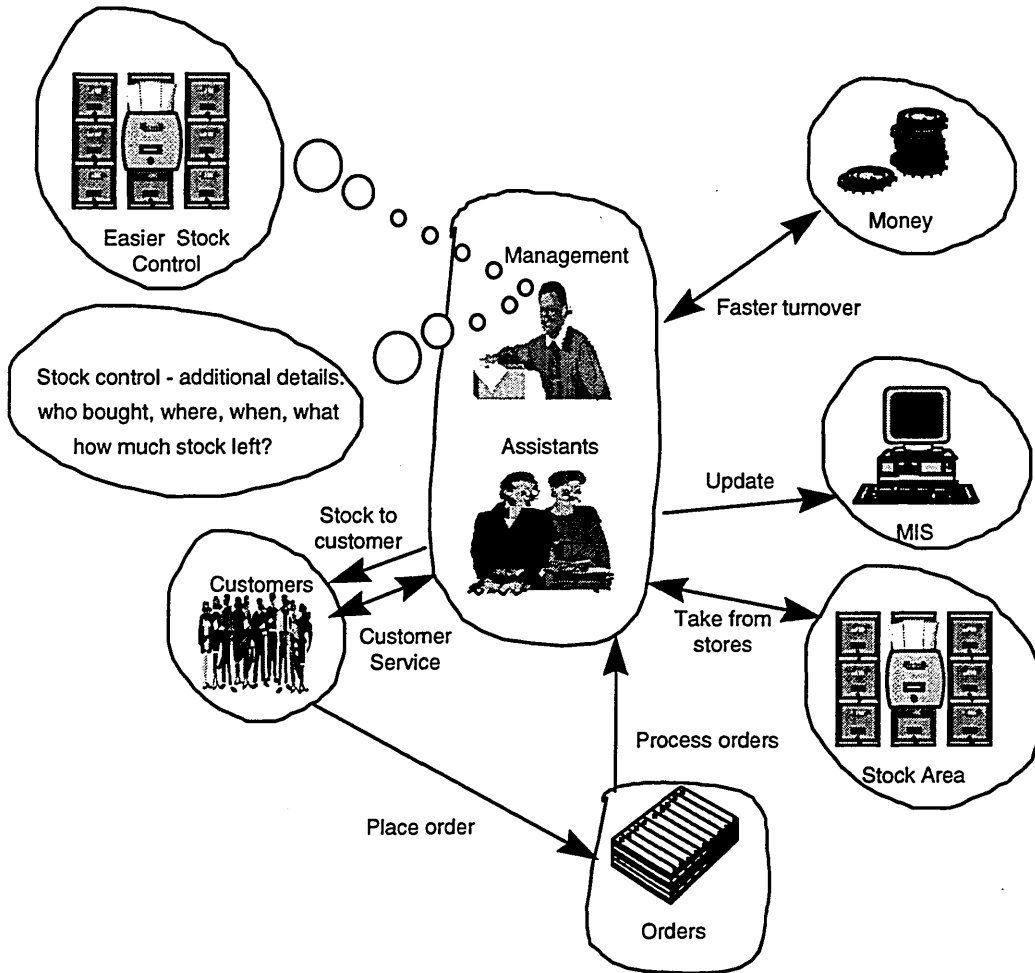 Easier Stock
Control
Management
Money
Faster turnover
Stock control - additional details:
who bought, where, when, what
how much stock left?
Assistants
Update
MIS
Stock to
customer
Customers
Customer
Service
Take from
stores
Stock Area
Process orders
Place order
Orders